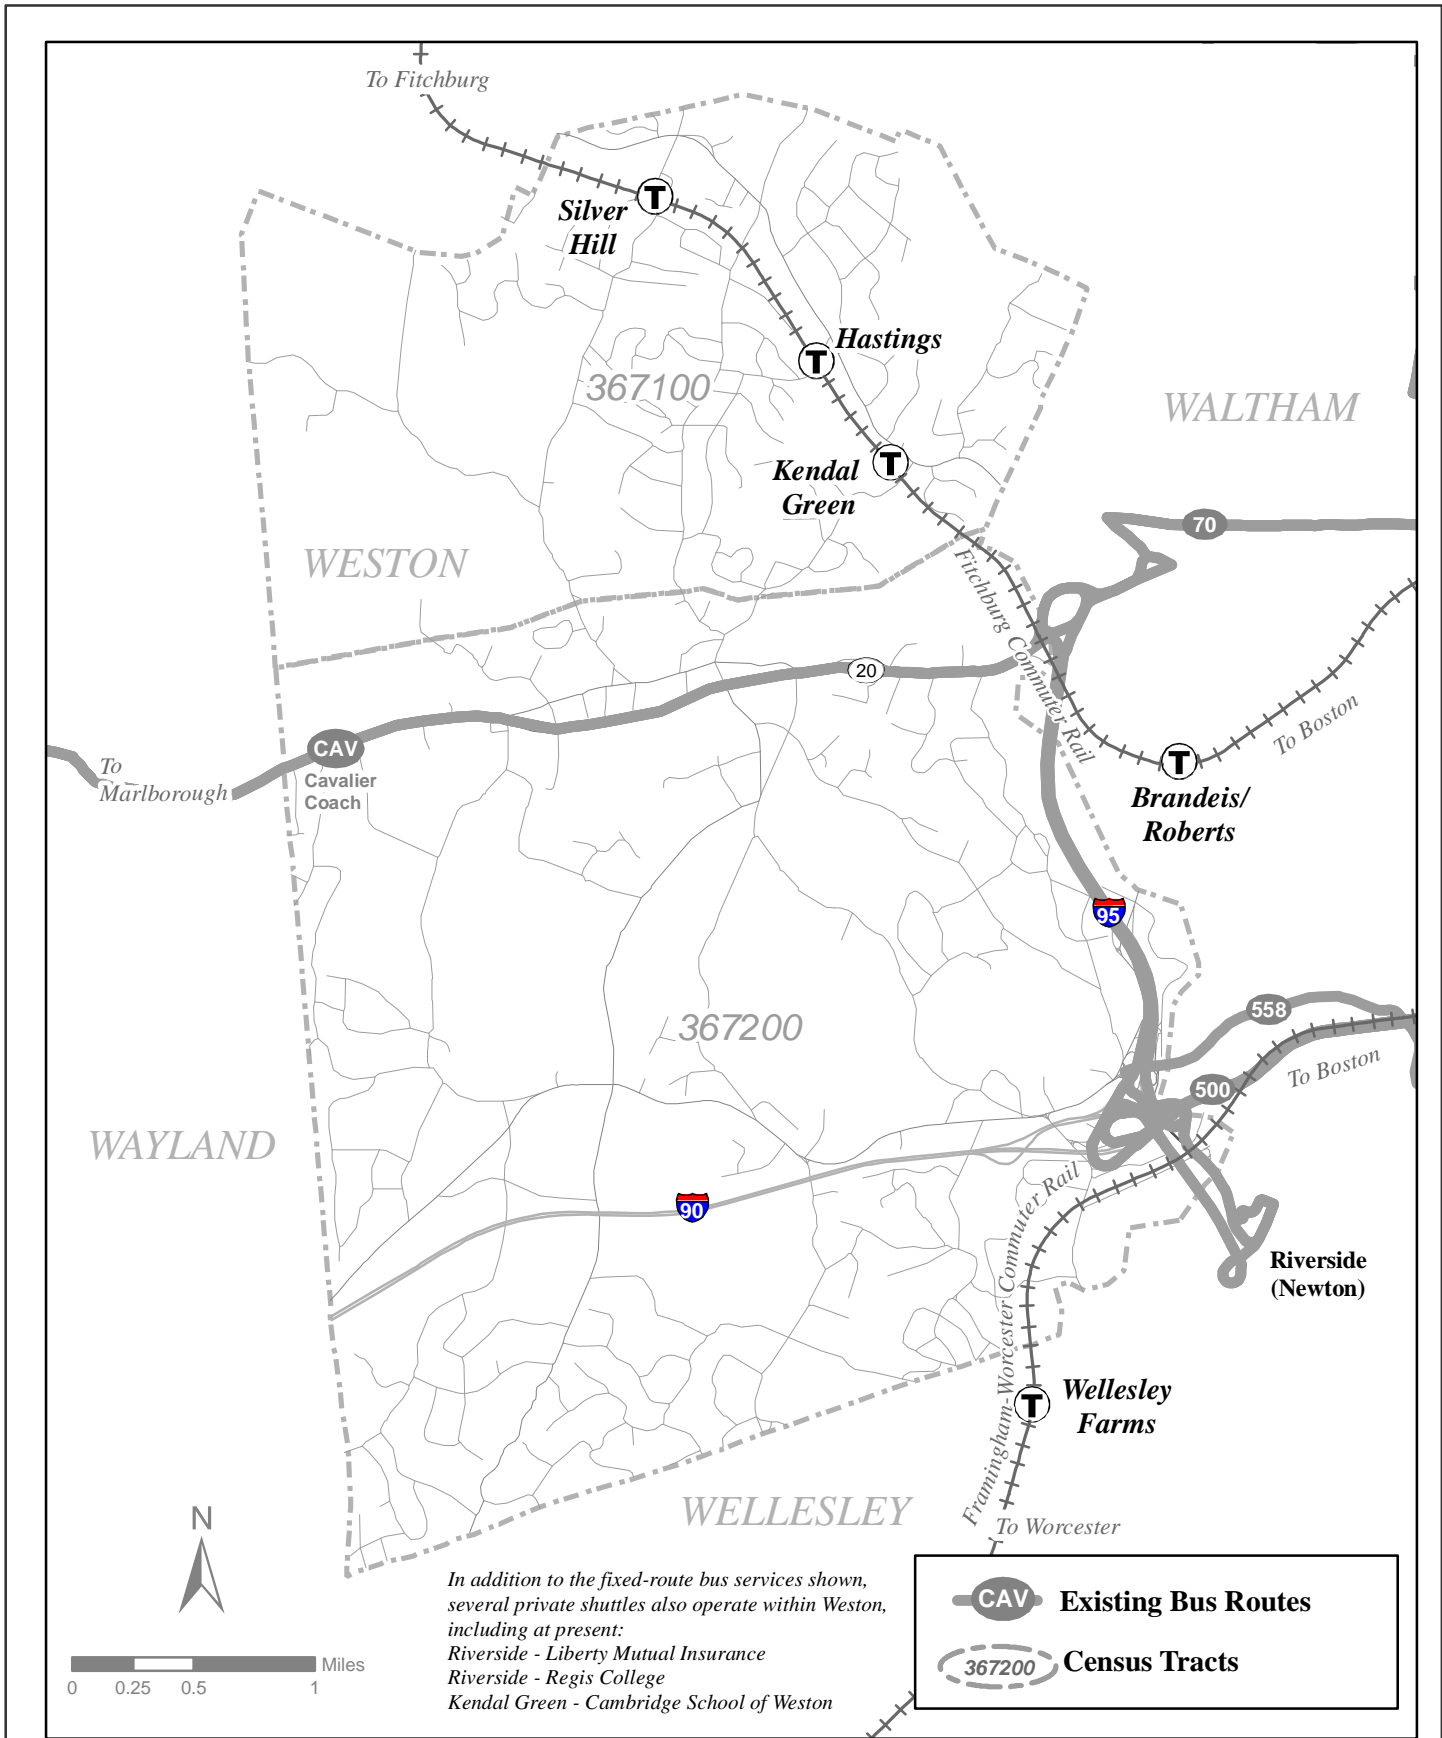 To Fitchburg
Silver
Hill
T
Hastings
T
367100
WALTHAM
Kendal
Green
T
70
WESTON
Fitchburg Commuter Rail
20
CAV
Cavalier
Coach
To
Marlborough
To Boston
T
Brandeis/
Roberts
95
367200
558
500
To Boston
WAYLAND
90
Framingham-Worcester Commuter Rail
Riverside
(Newton)
T
Wellesley
Farms
WELLESLEY
To Worcester
N
Miles
0 0.25 0.5 1
In addition to the fixed-route bus services shown,
several private shuttles also operate within Weston,
including at present:
Riverside - Liberty Mutual Insurance
Riverside - Regis College
Kendal Green - Cambridge School of Weston
CAV Existing Bus Routes
367200 Census Tracts